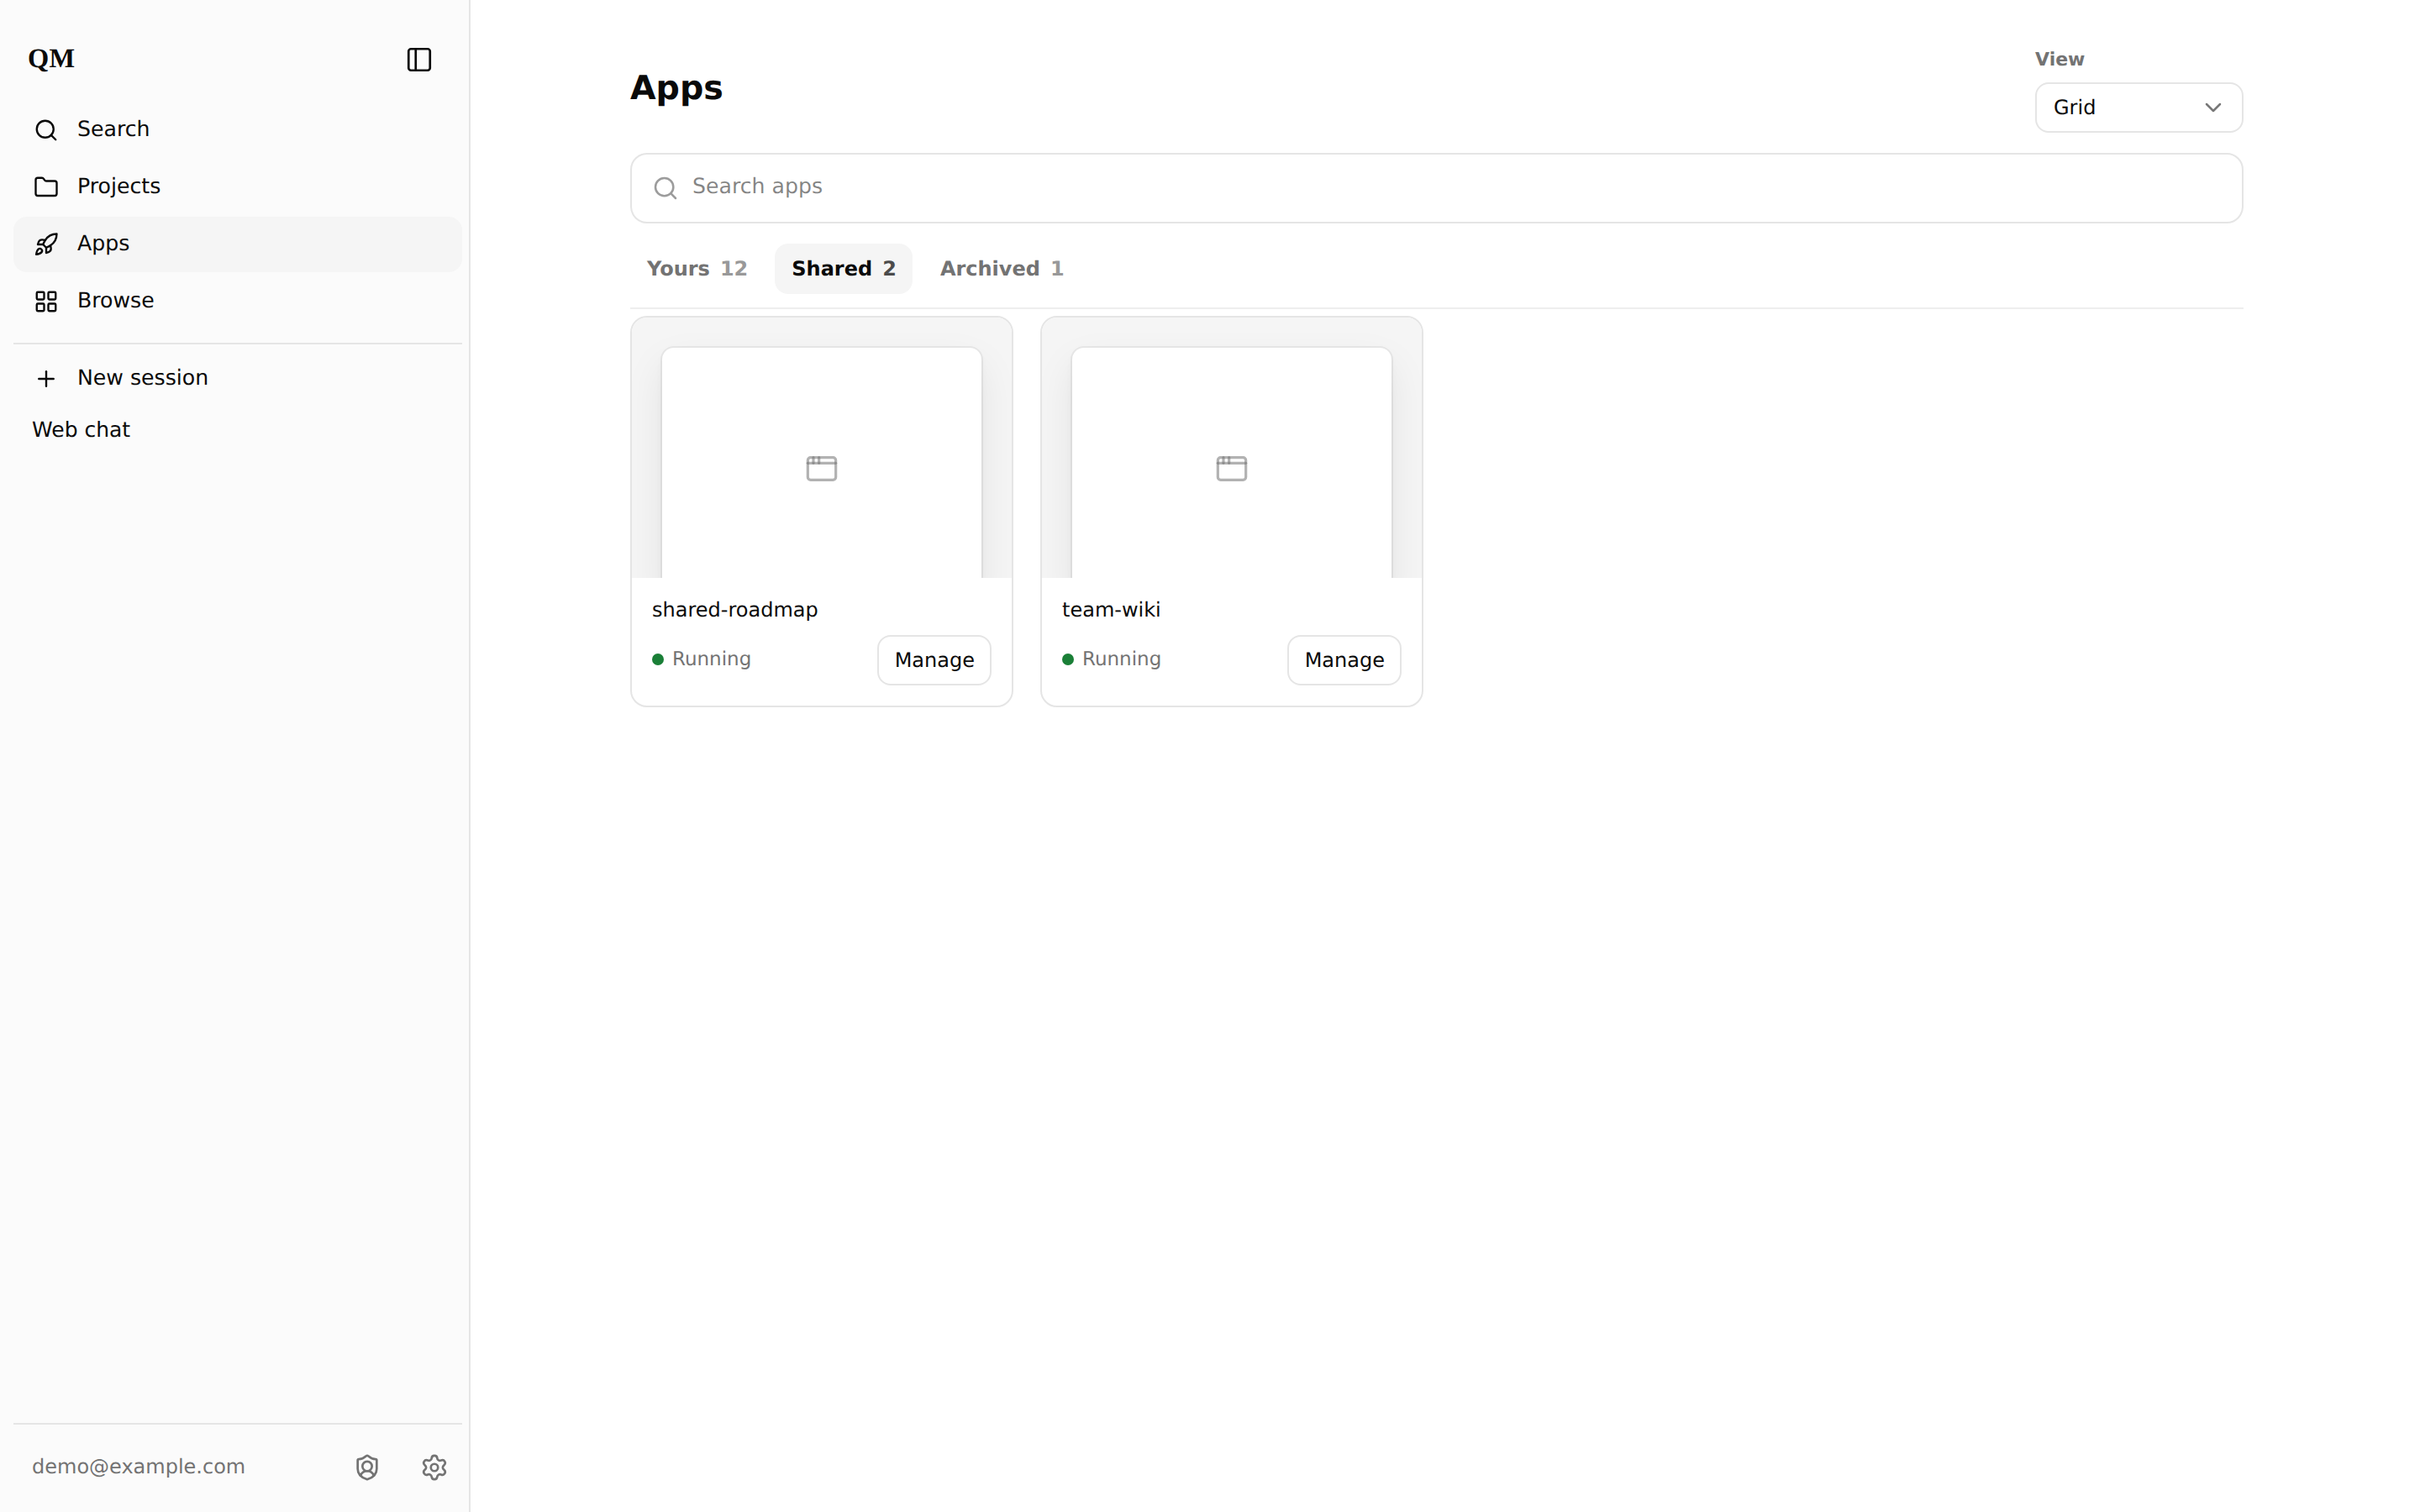 QM
Search
Projects
Apps
Browse
New session
Web chat
demo@example.com
Apps
View
Grid
Search apps
Yours 12 Shared 2 Archived 1
shared-roadmap
Running Manage
team-wiki
Running Manage